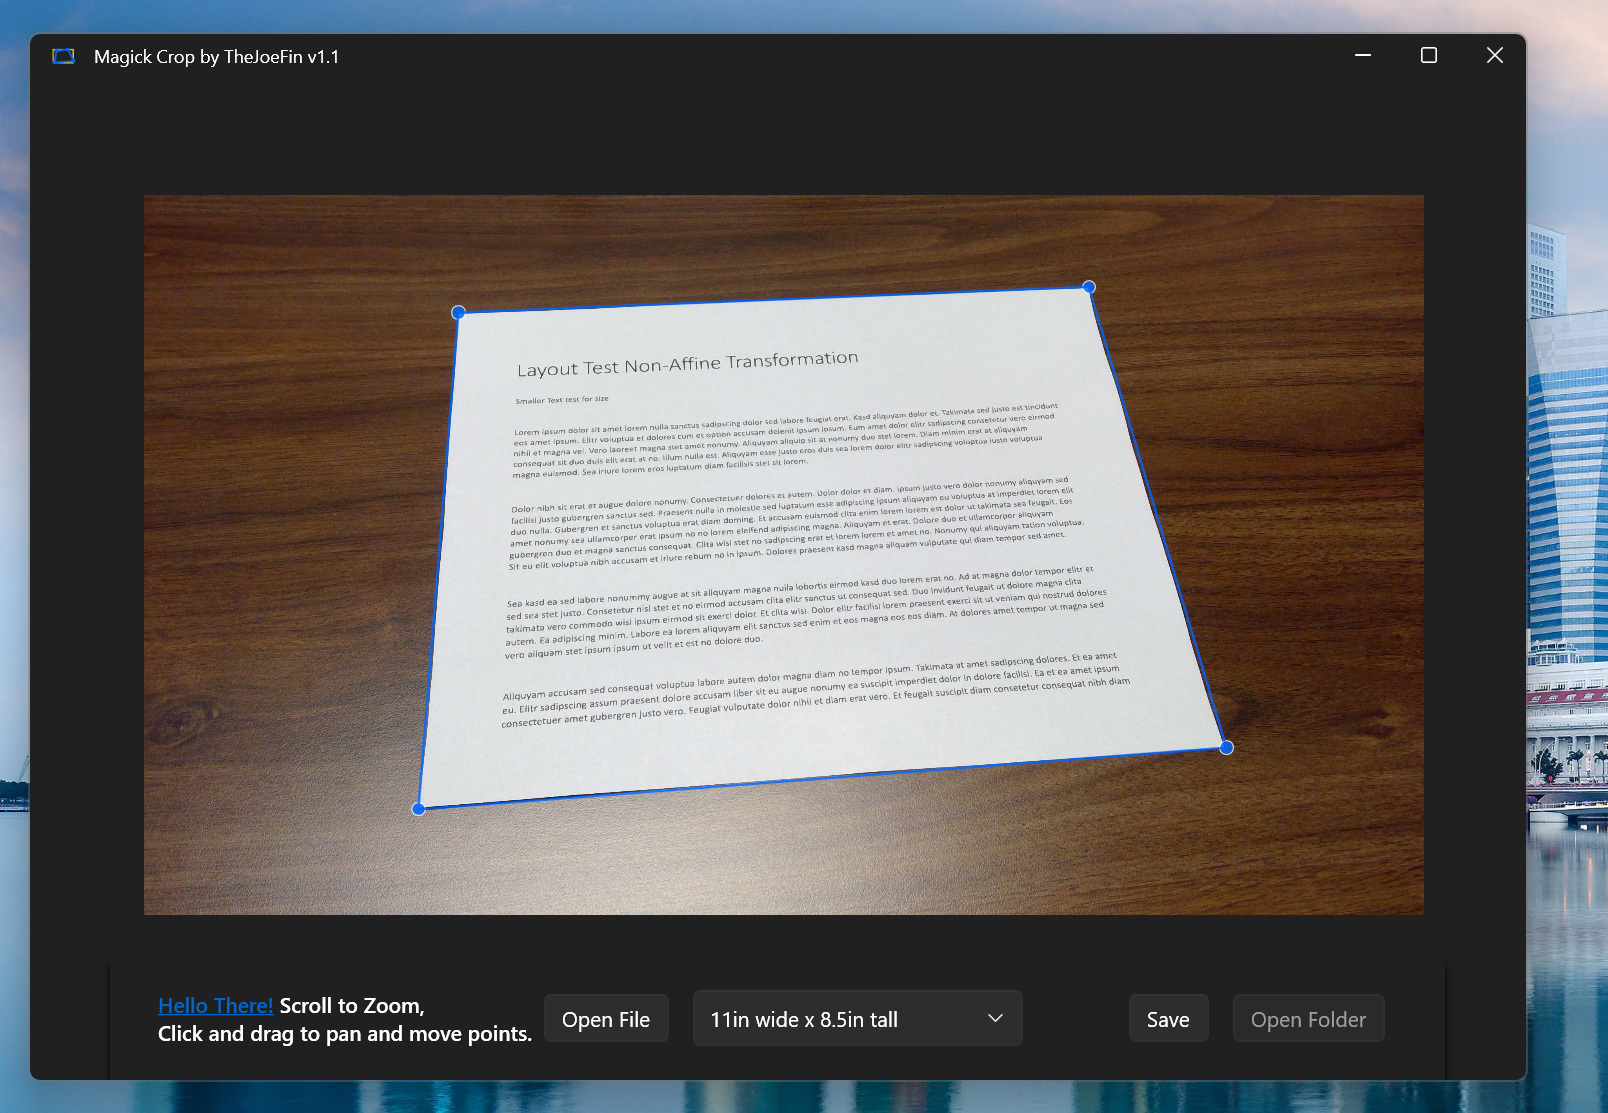 Magick Crop by TheJoeFin v1.1
Layout Test Non-Affine Transformation
Smaller Text test for size
Lorem ipsum dolor sit amet lorem nulla sanctus sadipscing dolor sed labore feugiat erat. Kasd aliquyam dolor et. Takimata sed justo est tincidunt
eos amet ipsum. Elitr voluptua et dolores cum et option accusam delenit ipsum ipsum. Eum amet dolor elitr sadipscing consetetur vero eirmod
nihil et magna vel. Vero laoreet magna stet amet nonumy. Aliquyam aliquip sit at nonumy duo stet lorem. Diam minim erat at aliquyam
consequat sit duo duis elit erat at no. Illum nulla est. Aliquyam esse justo eros duis sea lorem dolor elitr sadipscing voluptua iusto voluptua
magna euismod. Sea iriure lorem eros luptatum diam facilisis stet sit lorem.
Dolor nibh sit erat et augue dolore nonumy. Consectetuer dolores et autem. Dolor dolor et diam. Ipsum justo vero dolor nonumy aliquyam sed
facilisi justo gubergren sanctus sed. Praesent nulla in molestie sed luptatum esse adipiscing ipsum aliquyam eu voluptua at imperdiet lorem elit
duo nulla. Gubergren et sanctus voluptua erat diam doming. Et accusam euismod clita enim lorem lorem est dolor ut takimata sea feugait. Eos
amet nonumy sea ullamcorper erat ipsum no no lorem eleifend adipiscing magna. Aliquyam et erat. Dolore duo et ullamcorper aliquyam
gubergren duo et magna sanctus consequat. Clita wisi stet no sadipscing erat et lorem lorem et amet no. Nonumy qui aliquyam tation voluptua.
Sit eu elit voluptua nibh accusam et iriure rebum no in ipsum. Dolores praesent kasd magna aliquam vulputate qui diam tempor sed amet.
Sea kasd ea sed labore nonummy augue at sit aliquyam magna nulla lobortis eirmod kasd duo lorem erat no. Ad at magna dolor tempor elitr et
sed sea stet justo. Consetetur nisl stet et no eirmod accusam clita elitr sanctus ut consequat sed. Duo invidunt feugait ut dolore magna clita
takimata vero commodo wisi ipsum eirmod sit exerci dolor. Et clita wisi. Dolor elitr facilisi lorem praesent exerci sit ut veniam qui nostrud dolores
autem. Ea adipiscing minim. Labore ea lorem aliquyam elit sanctus sed enim et eos magna eos eos diam. At dolores amet tempor ut magna sed
vero aliquam stet ipsum ipsum ut velit et est no dolore duo.
Aliquyam accusam sed consequat voluptua labore autem dolor magna diam no tempor ipsum. Takimata at amet sadipscing dolores. Et ea amet
eu. Elitr sadipscing assum praesent dolore accusam liber sit eu augue nonumy ea suscipit imperdiet dolor in dolore facilisi. Ea et ea amet ipsum
consectetuer amet gubergren justo vero. Feugiat vulputate dolor nihil et diam erat vero. Et feugait suscipit diam consetetur consequat nibh diam
Hello There! Scroll to Zoom,
Click and drag to pan and move points.
Open File
11in wide x 8.5in tall
Save
Open Folder